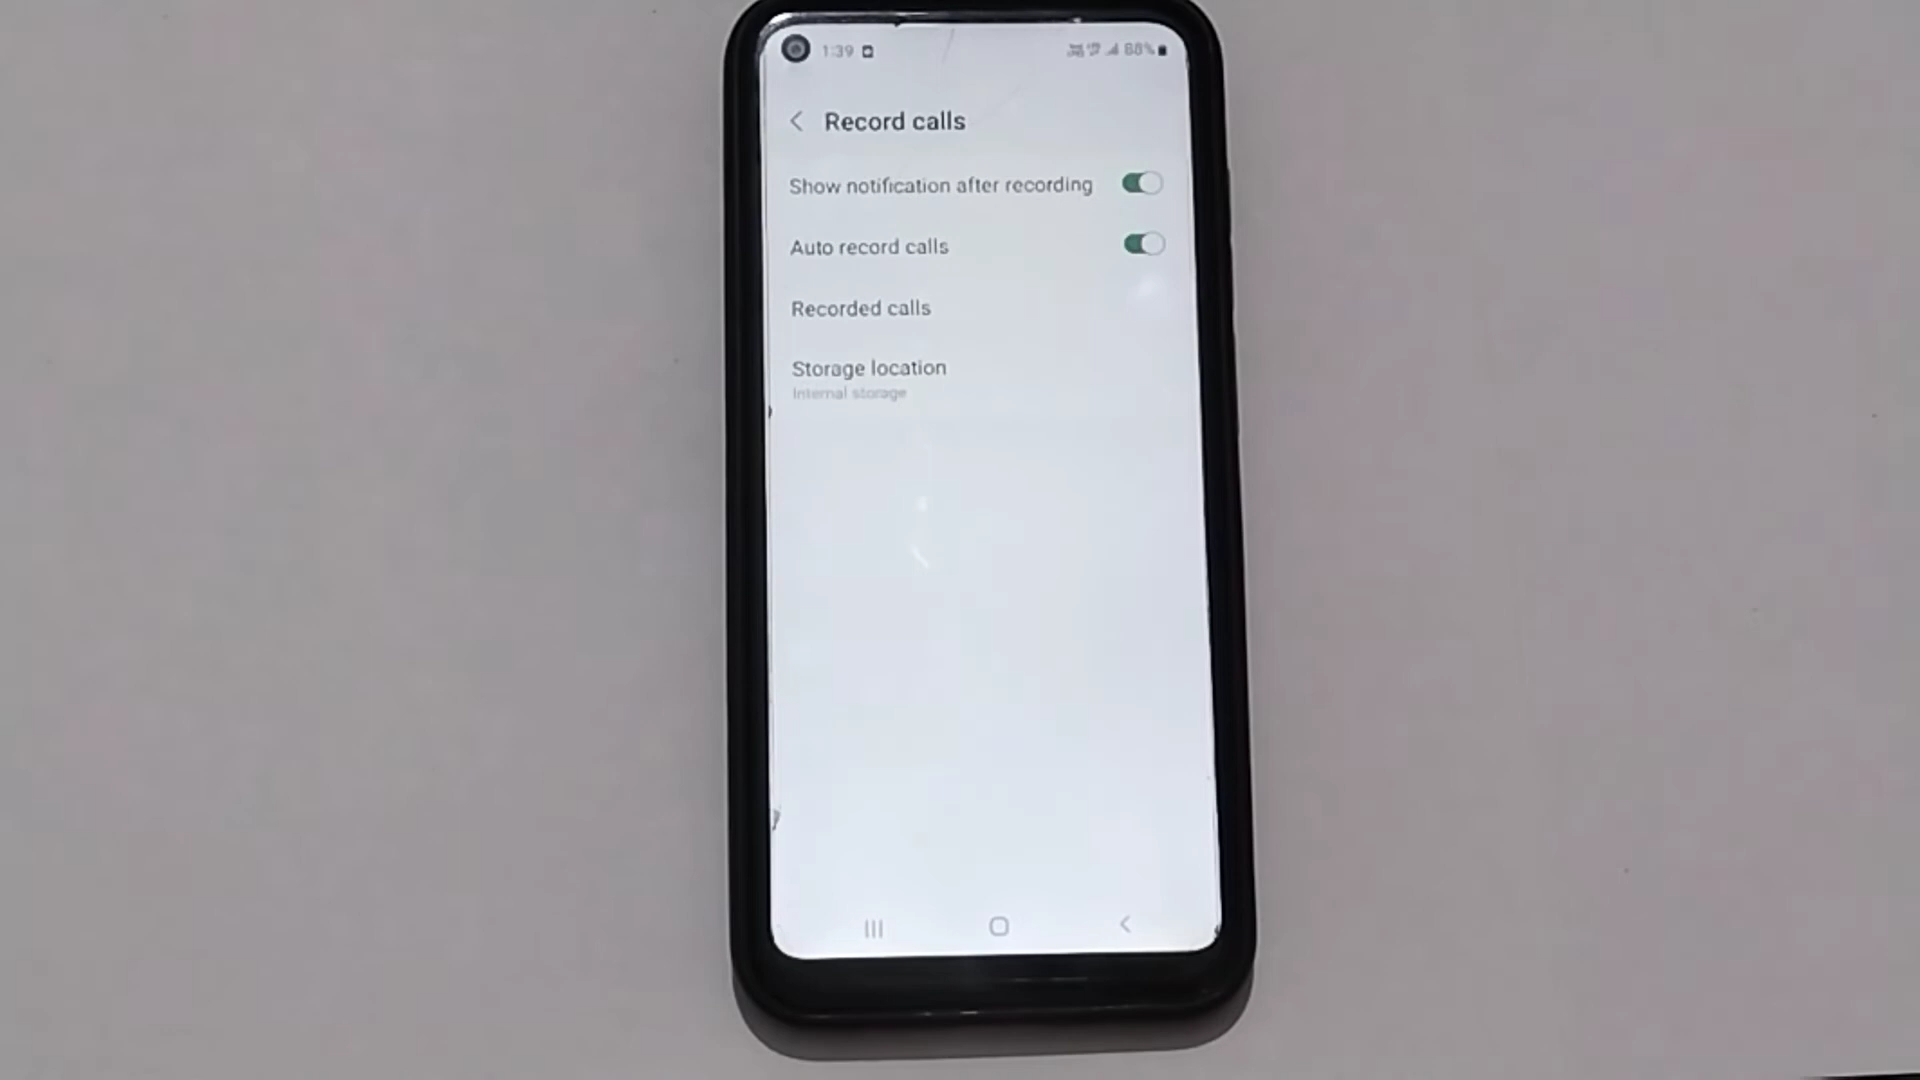 1:39 88%
Record calls
Show notification after recording
Auto record calls
Recorded calls
Storage location
Internal storage